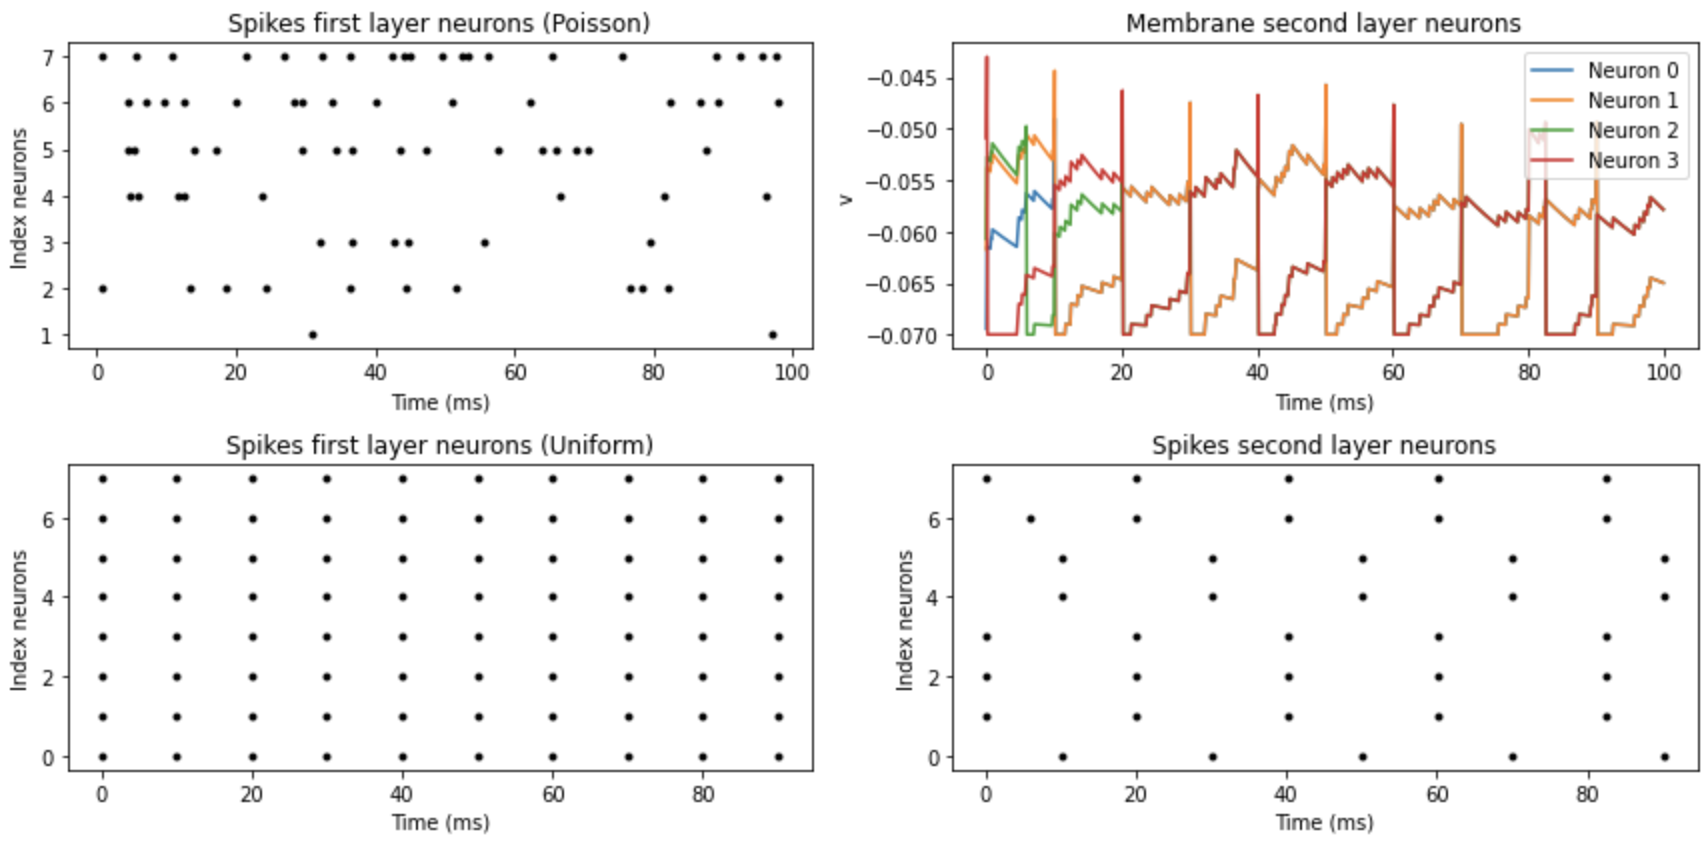 Spikes first layer neurons (Poisson)
7
6
5
4
3
2
1
Index neurons
0 20 40 60 80 100
Time (ms)
Membrane second layer neurons
−0.045
−0.050
−0.055
−0.060
−0.065
−0.070
v
Neuron 0
Neuron 1
Neuron 2
Neuron 3
0 20 40 60 80 100
Time (ms)
Spikes first layer neurons (Uniform)
6
4
2
0
Index neurons
0 20 40 60 80
Time (ms)
Spikes second layer neurons
6
4
2
0
Index neurons
0 20 40 60 80
Time (ms)